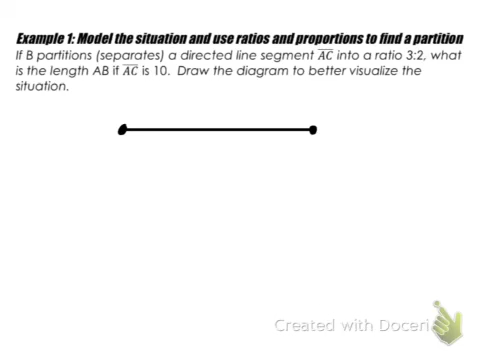 Example 1: Model the situation and use ratios and proportions to find a partition
If B partitions (separates) a directed line segment A̅C̅ into a ratio 3:2, what
is the length AB if A̅C̅ is 10.  Draw the diagram to better visualize the
situation.
Created with Doceri